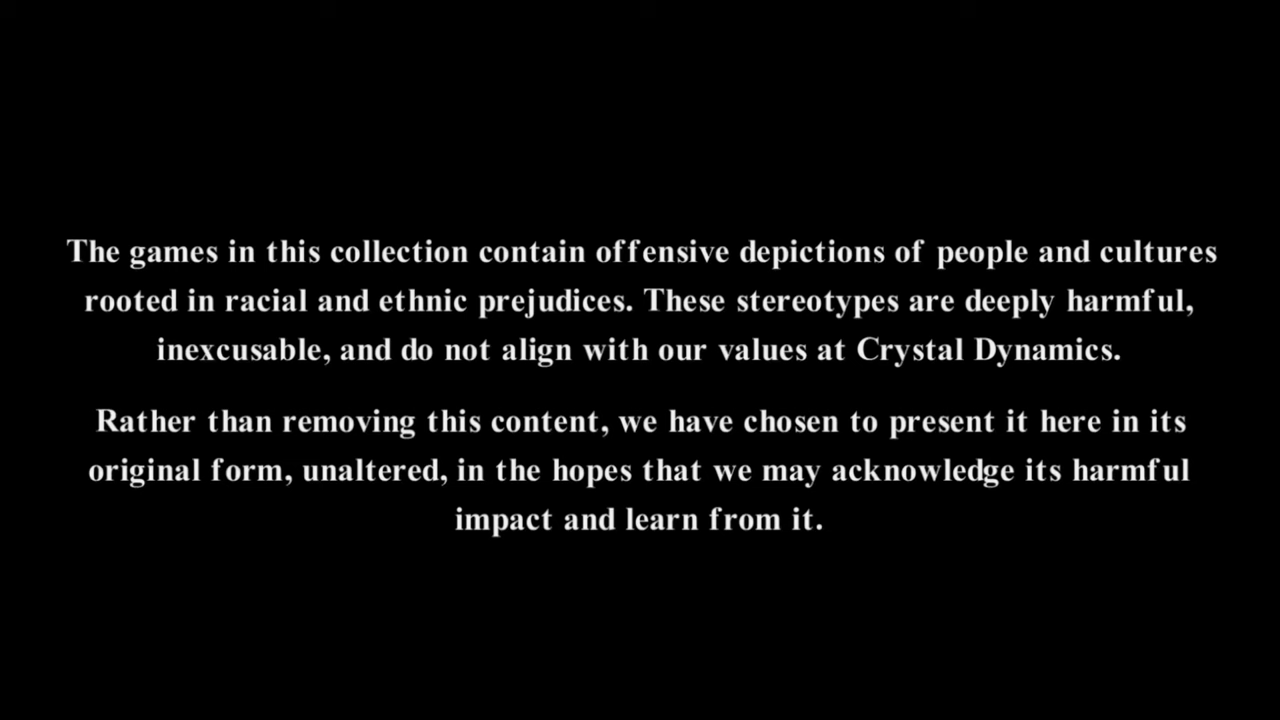 The games in this collection contain offensive depictions of people and cultures
rooted in racial and ethnic prejudices. These stereotypes are deeply harmful,
inexcusable, and do not align with our values at Crystal Dynamics.
Rather than removing this content, we have chosen to present it here in its
original form, unaltered, in the hopes that we may acknowledge its harmful
impact and learn from it.